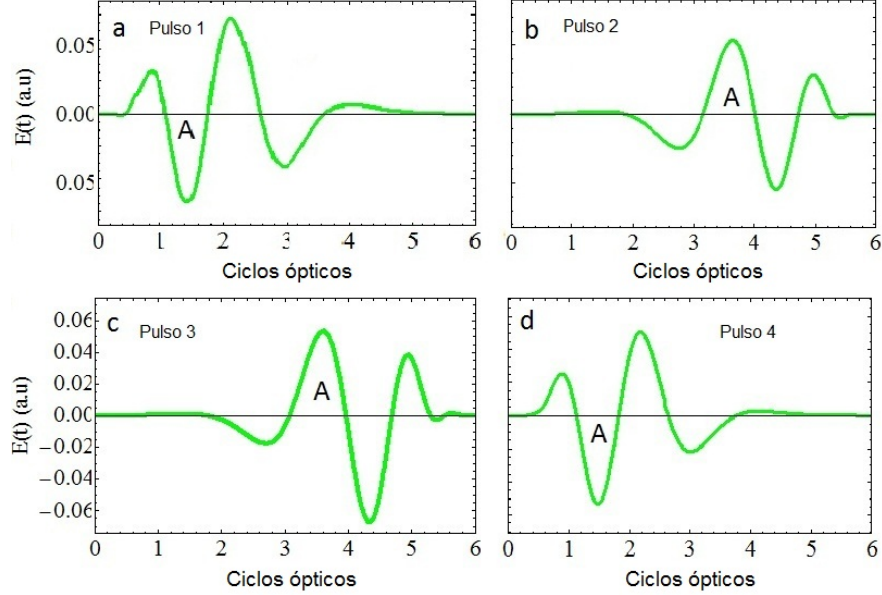 a Pulso 1
A
0.05
0.00
0.05
E(t) (a.u)
0 1 2 3 4 5 6
Ciclos ópticos
b Pulso 2
A
0 1 2 3 4 5 6
Ciclos ópticos
c Pulso 3
A
0.06
0.04
0.02
0.00
−0.02
−0.04
−0.06
E(t) (a.u)
0 1 2 3 4 5 6
Ciclos ópticos
d Pulso 4
A
0 1 2 3 4 5 6
Ciclos ópticos